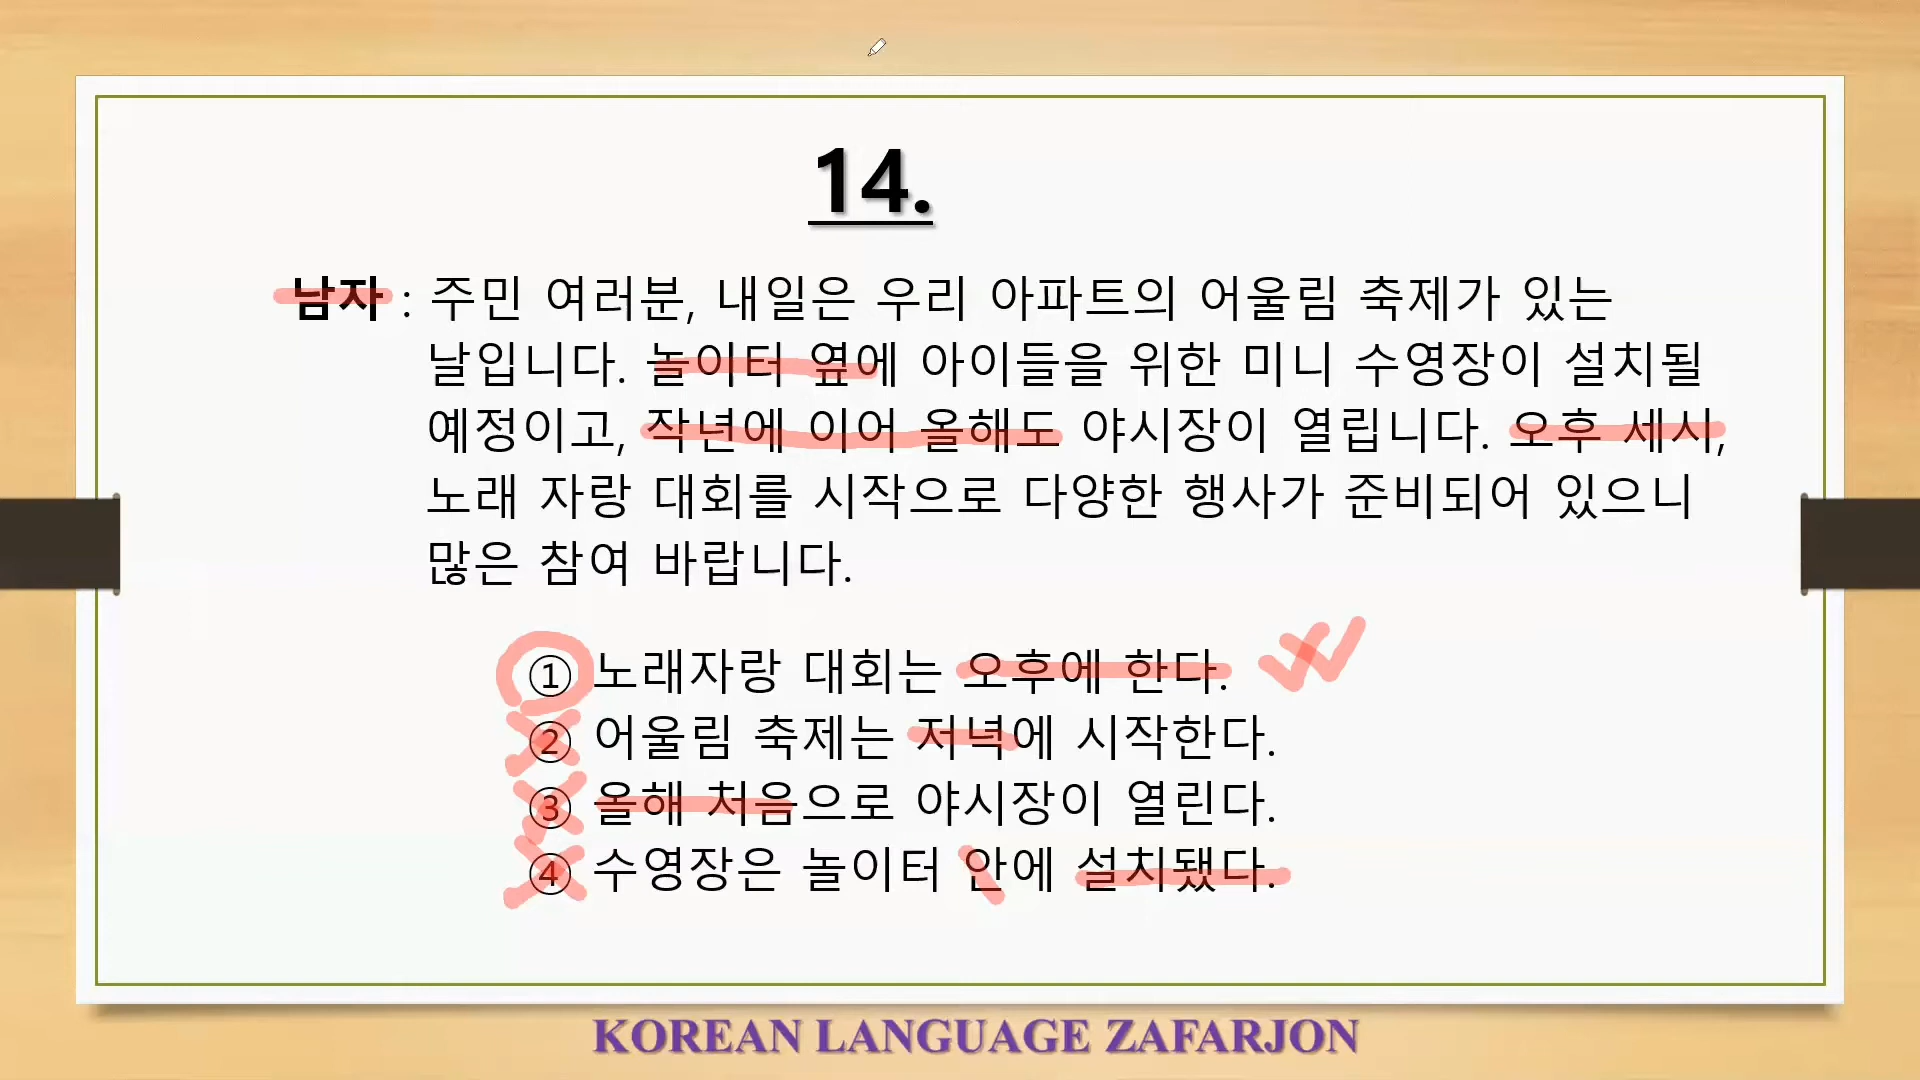 14.
남자 : 주민 여러분, 내일은 우리 아파트의 어울림 축제가 있는
날입니다. 놀이터 옆에 아이들을 위한 미니 수영장이 설치될
예정이고, 작년에 이어 올해도 야시장이 열립니다. 오후 세시,
노래 자랑 대회를 시작으로 다양한 행사가 준비되어 있으니
많은 참여 바랍니다.
① 노래자랑 대회는 오후에 한다.
② 어울림 축제는 저녁에 시작한다.
③ 올해 처음으로 야시장이 열린다.
④ 수영장은 놀이터 안에 설치됐다.
KOREAN LANGUAGE ZAFARJON